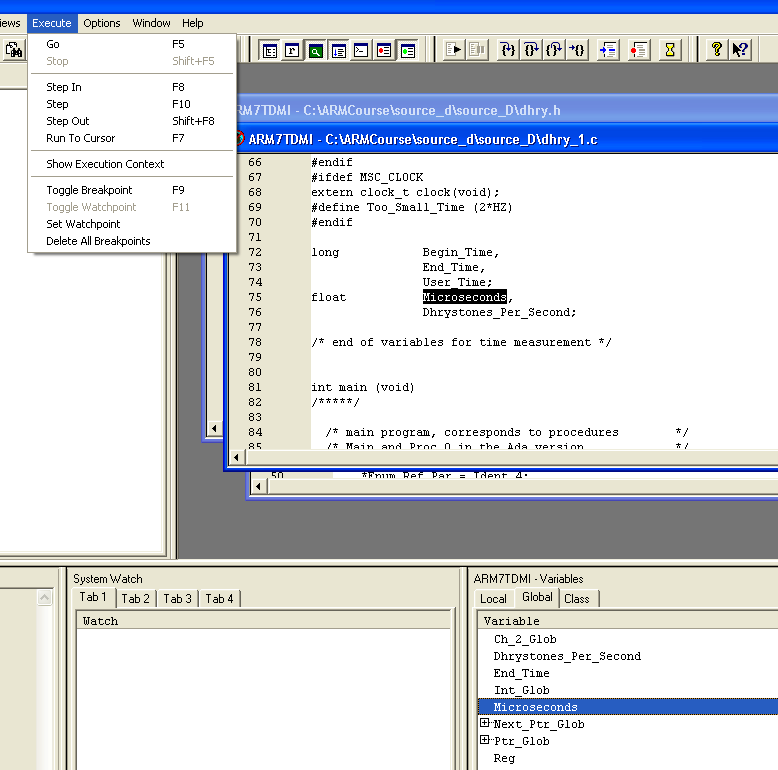 iews Execute Options Window Help
Go F5
Stop Shift+F5
Step In F8
Step F10
Step Out Shift+F8
Run To Cursor F7
Show Execution Context
Toggle Breakpoint F9
Toggle Watchpoint F11
Set Watchpoint
Delete All Breakpoints
RM7TDMI - C:\ARMCourse\source_d\source_D\dhry.h
ARM7TDMI - C:\ARMCourse\source_d\source_D\dhry_1.c
66 #endif
67 #ifdef MSC_CLOCK
68 extern clock_t clock(void);
69 #define Too_Small_Time (2*HZ)
70 #endif
71
72 long Begin_Time,
73 End_Time,
74 User_Time;
75 float Microseconds,
76 Dhrystones_Per_Second;
77
78 /* end of variables for time measurement */
79
80
81 int main (void)
82 /*****/
83
84 /* main program, corresponds to procedures */
85 /* Main and Proc_0 in the Ada version */
50 *Enum_Ref_Par = Ident_4;
System Watch
Tab 1 Tab 2 Tab 3 Tab 4
Watch
ARM7TDMI - Variables
Local Global Class
Variable
Ch_2_Glob
Dhrystones_Per_Second
End_Time
Int_Glob
Microseconds
Next_Ptr_Glob
Ptr_Glob
Reg